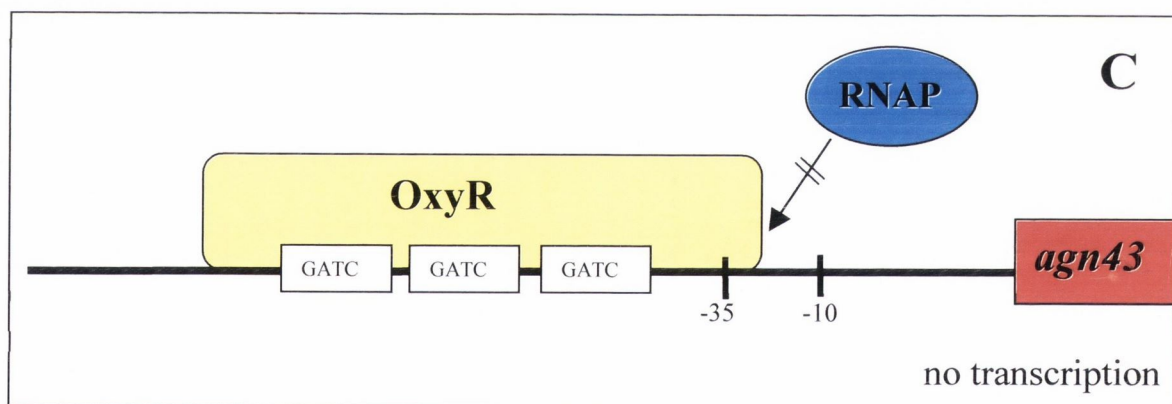 C
RNAP
OxyR
GATC GATC GATC
agn43
-35 -10
no transcription